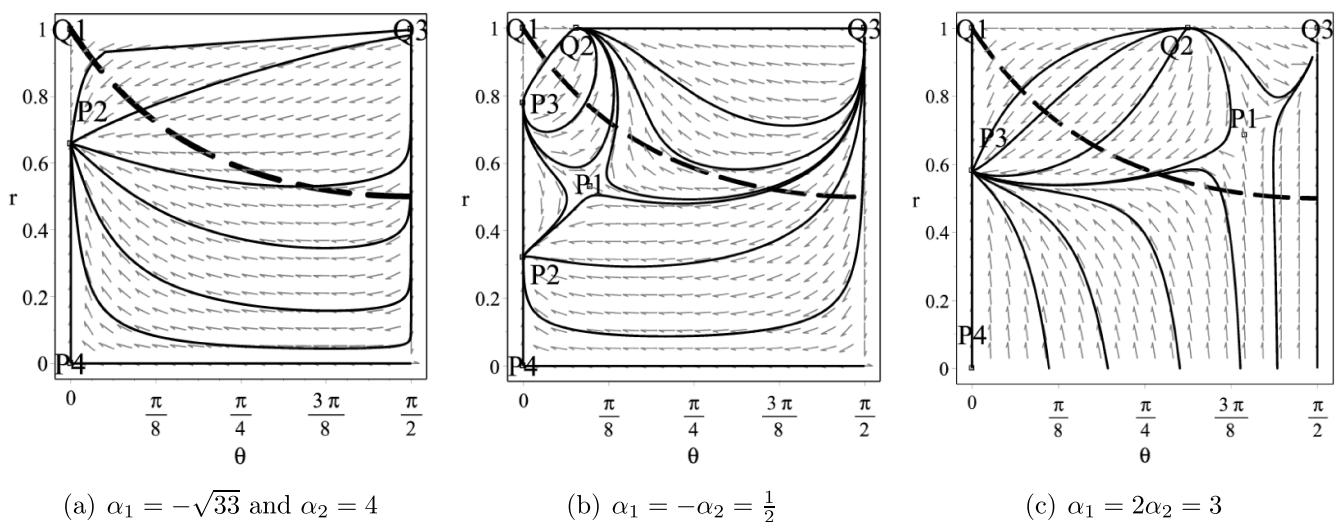 Q1
Q3
P2
P4
1
0.8
0.6
r
0.4
0.2
0
0
π/8
π/4
3 π/8
π/2
θ
(a) α₁ = −√33 and α₂ = 4
Q1
Q2
Q3
P3
P1
P2
P4
1
0.8
0.6
r
0.4
0.2
0
0
π/8
π/4
3 π/8
π/2
θ
(b) α₁ = −α₂ = 1/2
Q1
Q2
Q3
P1
P3
P4
1
0.8
0.6
r
0.4
0.2
0
0
π/8
π/4
3 π/8
π/2
θ
(c) α₁ = 2α₂ = 3